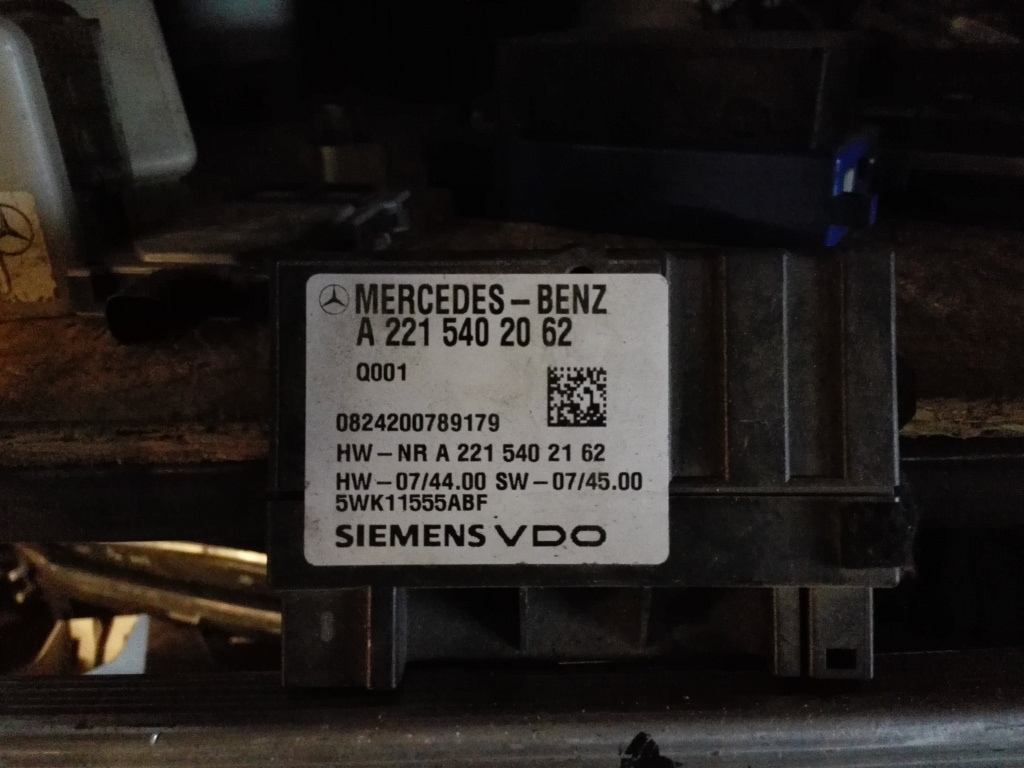 MERCEDES-BENZ
A 221 540 20 62
Q001
0824200789179
HW-NR A 221 540 21 62
HW-07/44.00 SW-07/45.00
5WK11555ABF
SIEMENS VDO